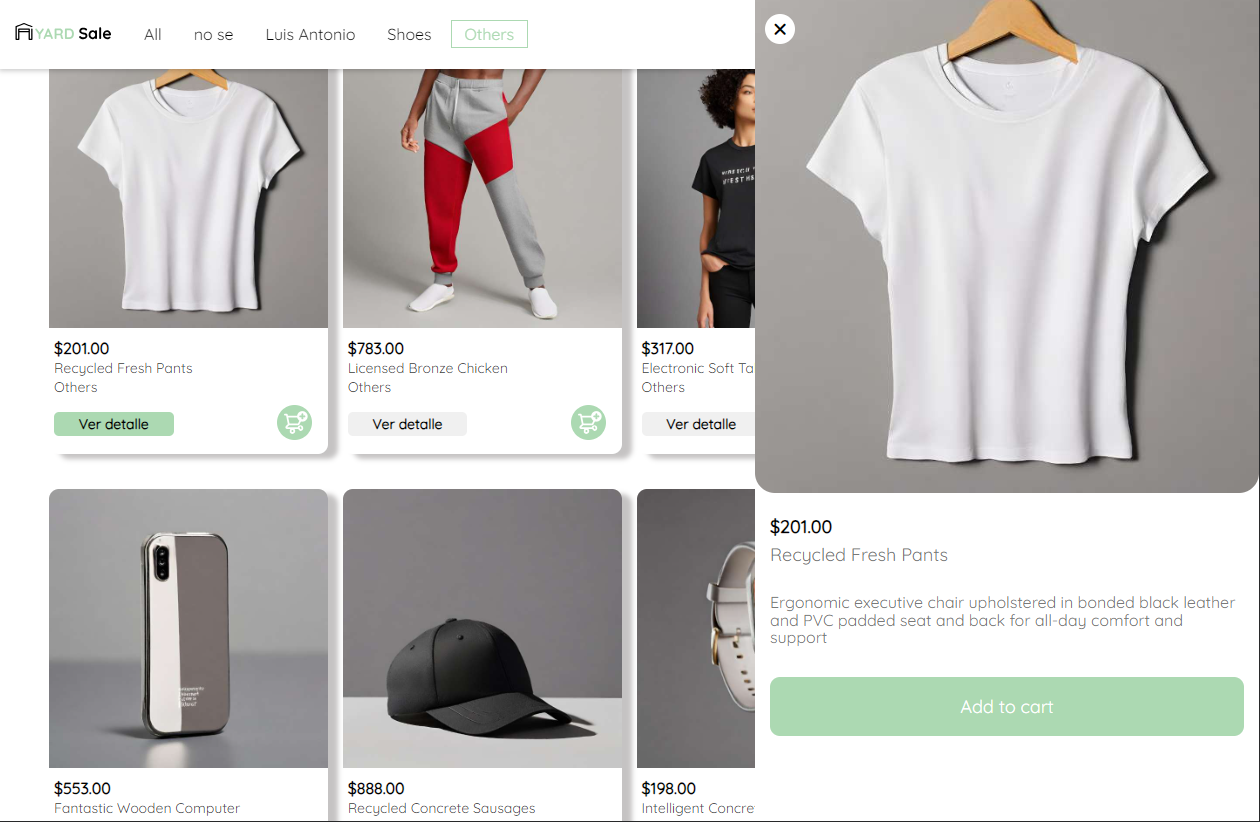 YARD Sale
All
no se
Luis Antonio
Shoes
Others
$201.00
Recycled Fresh Pants
Others
Ver detalle
$783.00
Licensed Bronze Chicken
Others
Ver detalle
$317.00
Electronic Soft Ta
Others
Ver detalle
$553.00
Fantastic Wooden Computer
$888.00
Recycled Concrete Sausages
$198.00
Intelligent Concre
$201.00
Recycled Fresh Pants
Ergonomic executive chair upholstered in bonded black leather
and PVC padded seat and back for all-day comfort and
support
Add to cart